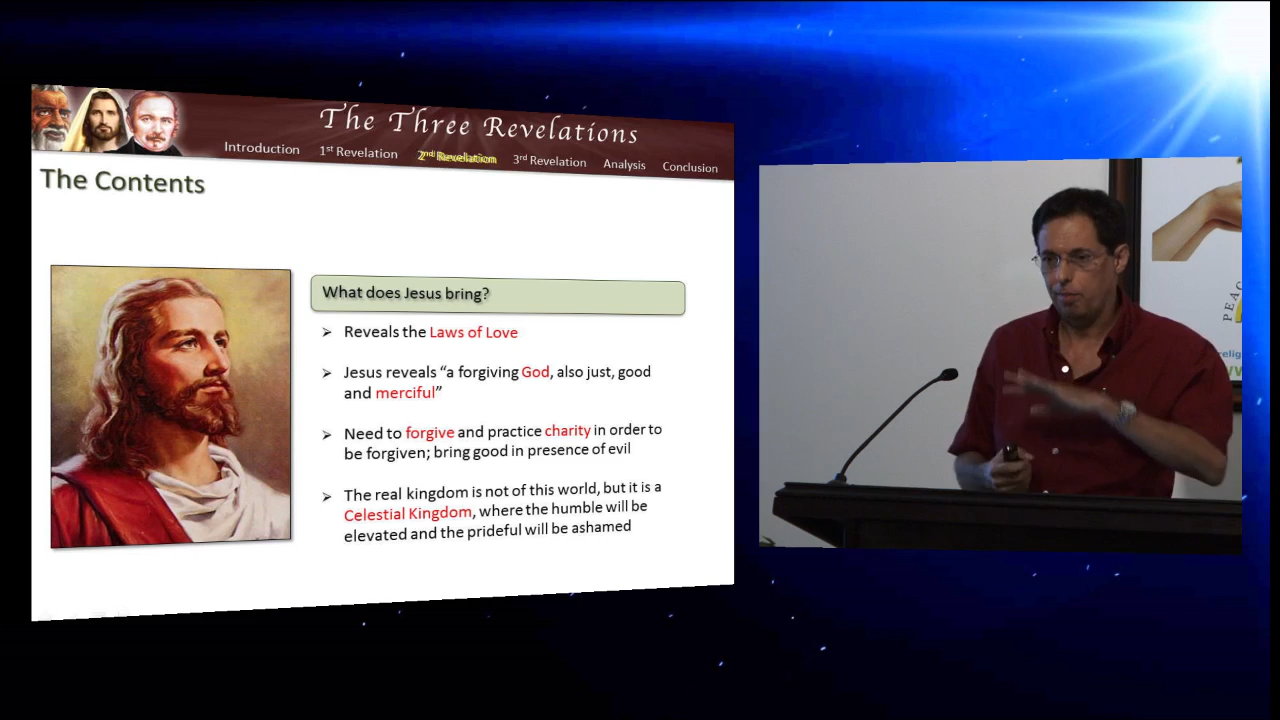 The Three Revelations
Introduction 1st Revelation 2nd Revelation 3rd Revelation Analysis Conclusion
The Contents
What does Jesus bring?
➢ Reveals the Laws of Love
➢ Jesus reveals “a forgiving God, also just, good
and merciful”
➢ Need to forgive and practice charity in order to
be forgiven; bring good in presence of evil
➢ The real kingdom is not of this world, but it is a
Celestial Kingdom, where the humble will be
elevated and the prideful will be ashamed
PEAC
relig